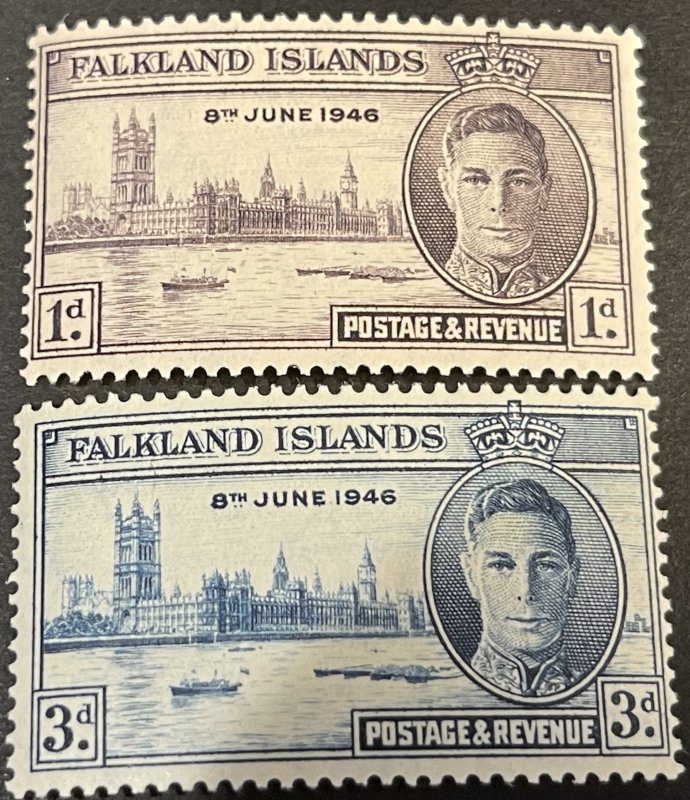 FALKLAND ISLANDS
8TH JUNE 1946
1d.
POSTAGE & REVENUE
1d.
FALKLAND ISLANDS
8TH JUNE 1946
3d.
POSTAGE & REVENUE
3d.